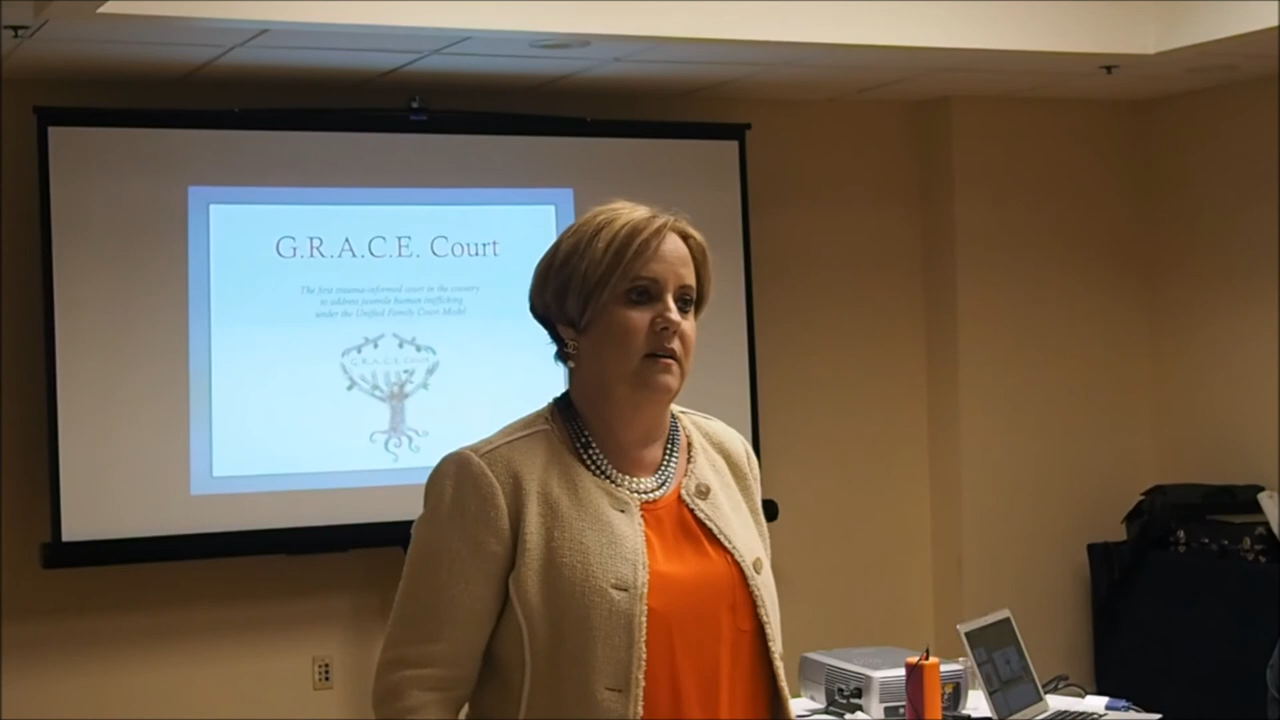 G.R.A.C.E. Court
The first trauma-informed court in the country
to address juvenile human trafficking
under the Unified Family Court Model
G.R.A.C.E. Court